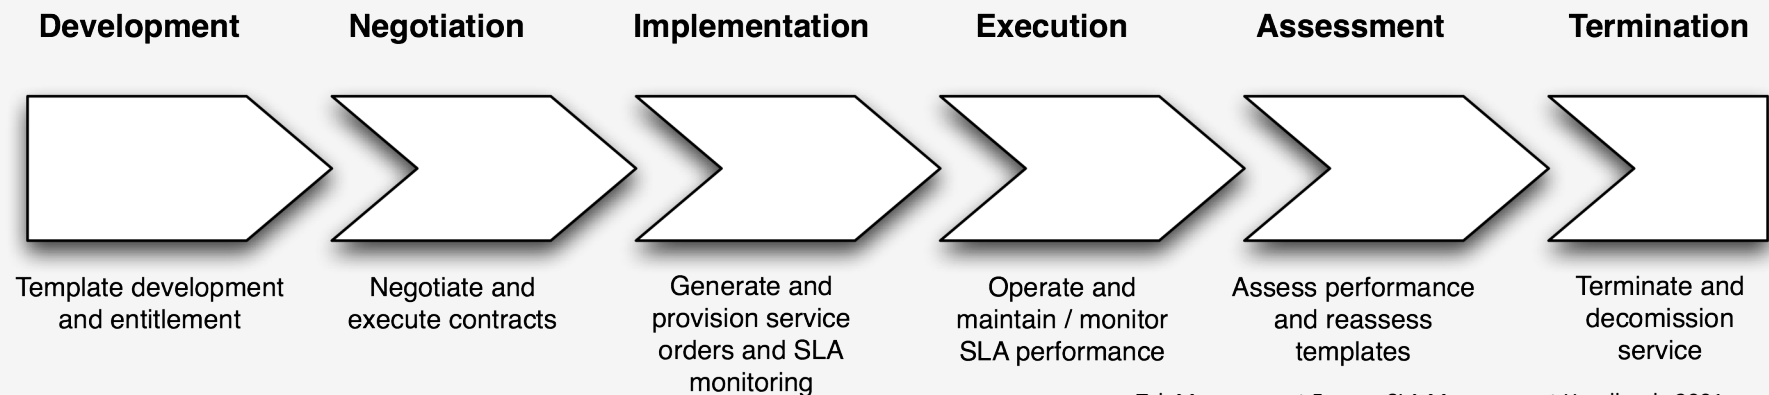 Development
Negotiation
Implementation
Execution
Assessment
Termination
Template development
and entitlement
Negotiate and
execute contracts
Generate and
provision service
orders and SLA
monitoring
Operate and
maintain / monitor
SLA performance
Assess performance
and reassess
templates
Terminate and
decomission
service